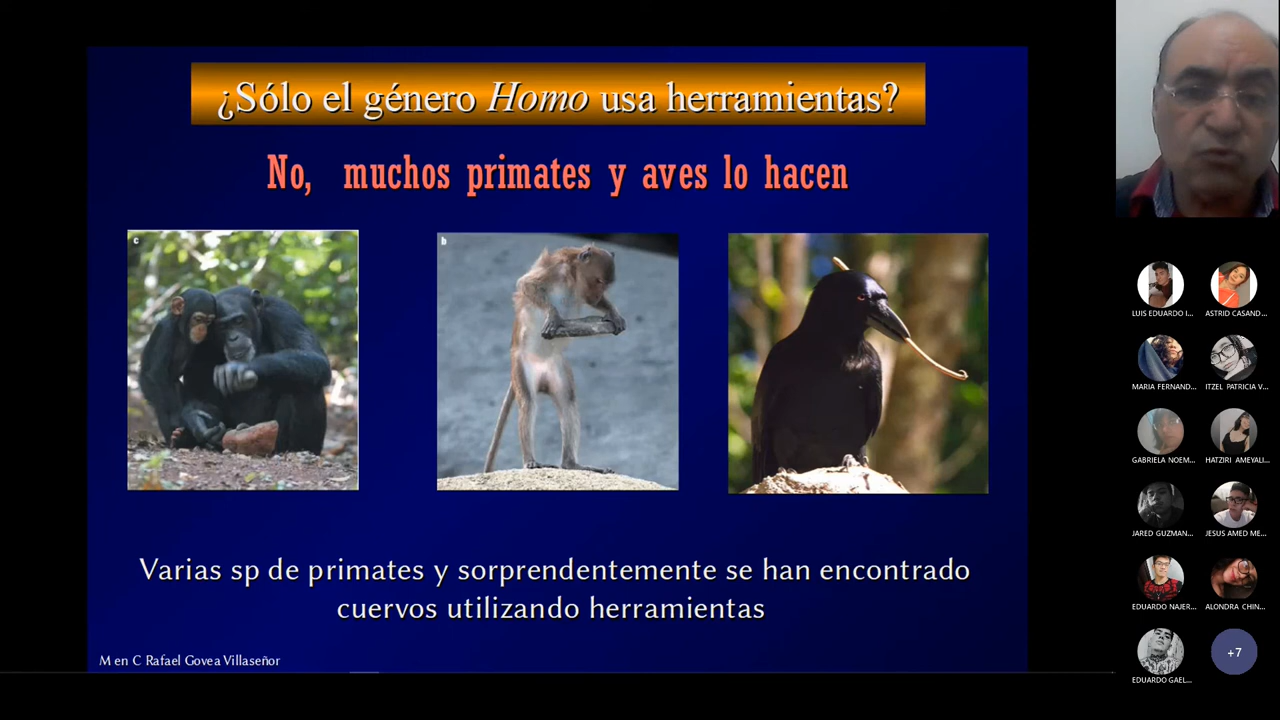 ¿Sólo el género Homo usa herramientas?
No, muchos primates y aves lo hacen
c
b
Varias sp de primates y sorprendentemente se han encontrado
cuervos utilizando herramientas
M en C Rafael Govea Villaseñor
LUIS EDUARDO I...
ASTRID CASAND...
MARIA FERNAND...
ITZEL PATRICIA V...
GABRIELA NOEM...
HATZIRI AMEYALI...
JARED GUZMAN...
JESUS AMED ME...
EDUARDO NAJER...
ALONDRA CHIN...
EDUARDO GAEL...
+7